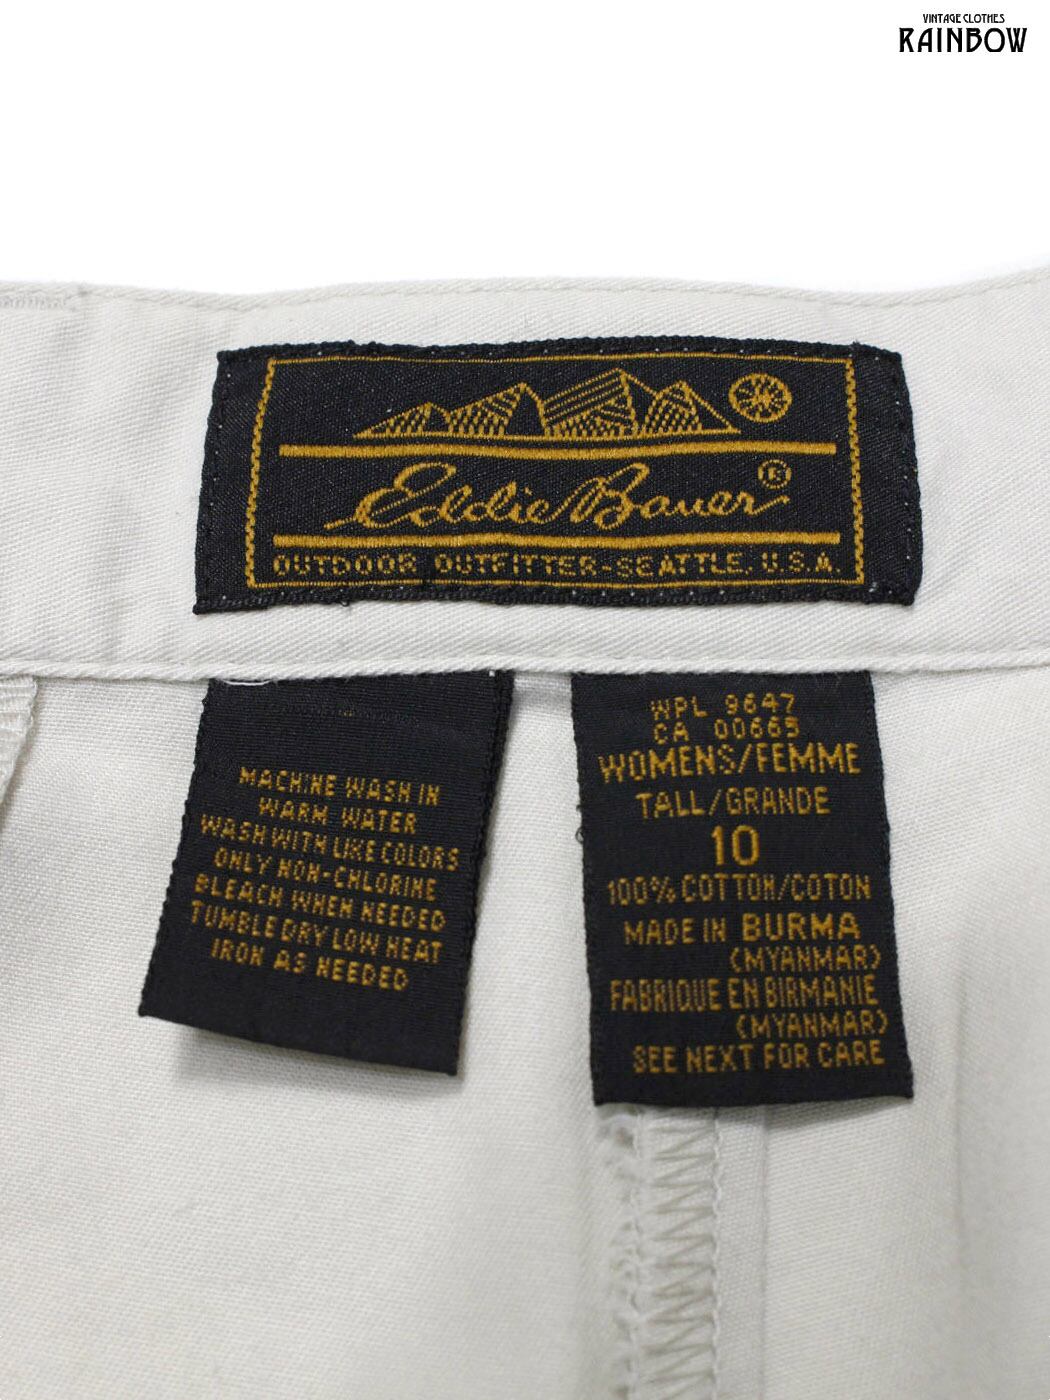 VINTAGE CLOTHES
RAINBOW
Eddie Bauer®
OUTDOOR OUTFITTER-SEATTLE, U.S.A.
MACHINE WASH IN
WARM WATER
WASH WITH LIKE COLORS
ONLY NON-CHLORINE
BLEACH WHEN NEEDED
TUMBLE DRY LOW HEAT
IRON AS NEEDED
WPL 9647
CA 00665
WOMENS/FEMME
TALL/GRANDE
10
100% COTTON/COTON
MADE IN BURMA
(MYANMAR)
FABRIQUE EN BIRMANIE
(MYANMAR)
SEE NEXT FOR CARE